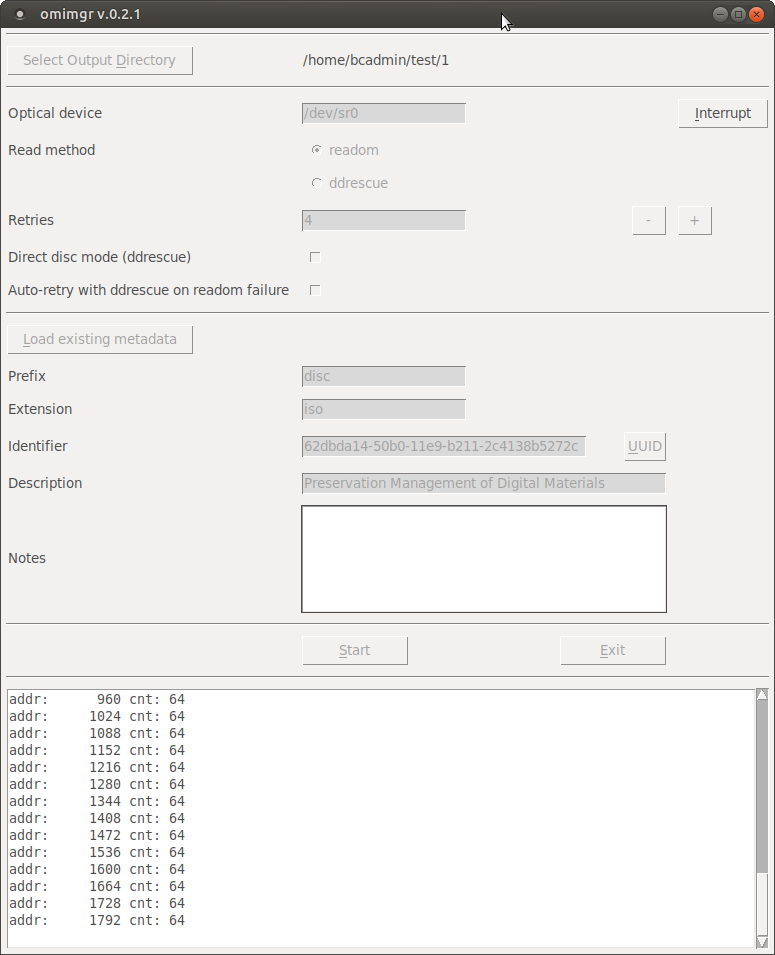 omimgr v.0.2.1
Select Output Directory /home/bcadmin/test/1
Optical device /dev/sr0 Interrupt
Read method readom
ddrescue
Retries 4 - +
Direct disc mode (ddrescue)
Auto-retry with ddrescue on readom failure
Load existing metadata
Prefix disc
Extension iso
Identifier 62dbda14-50b0-11e9-b211-2c4138b5272c UUID
Description Preservation Management of Digital Materials
Notes
Start Exit
addr: 960 cnt: 64
addr: 1024 cnt: 64
addr: 1088 cnt: 64
addr: 1152 cnt: 64
addr: 1216 cnt: 64
addr: 1280 cnt: 64
addr: 1344 cnt: 64
addr: 1408 cnt: 64
addr: 1472 cnt: 64
addr: 1536 cnt: 64
addr: 1600 cnt: 64
addr: 1664 cnt: 64
addr: 1728 cnt: 64
addr: 1792 cnt: 64